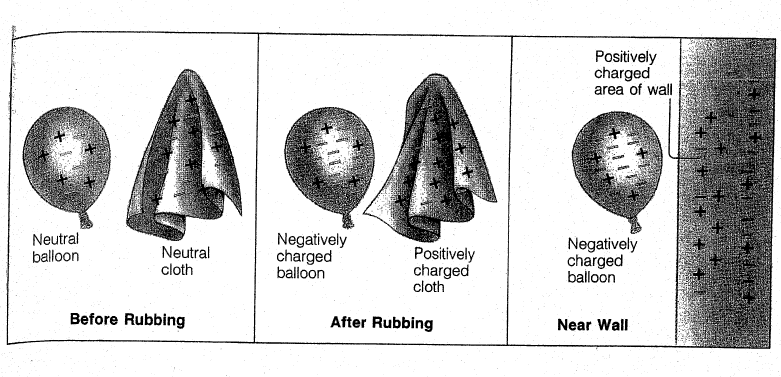 Neutral
balloon
Neutral
cloth
Before Rubbing
Negatively
charged
balloon
Positively
charged
cloth
After Rubbing
Positively
charged
area of wall
Negatively
charged
balloon
Near Wall